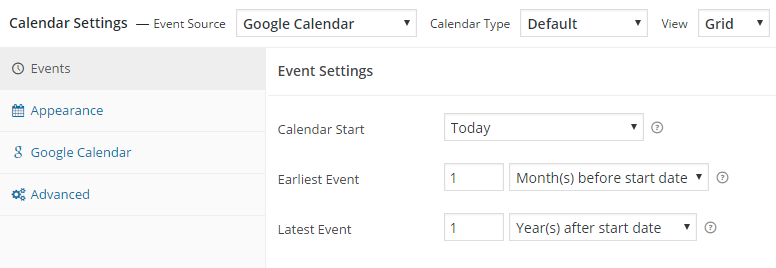 Calendar Settings — Event Source Google Calendar Calendar Type Default View Grid
Events
Appearance
Google Calendar
Advanced
Event Settings
Calendar Start Today ?
Earliest Event 1 Month(s) before start date ?
Latest Event 1 Year(s) after start date ?